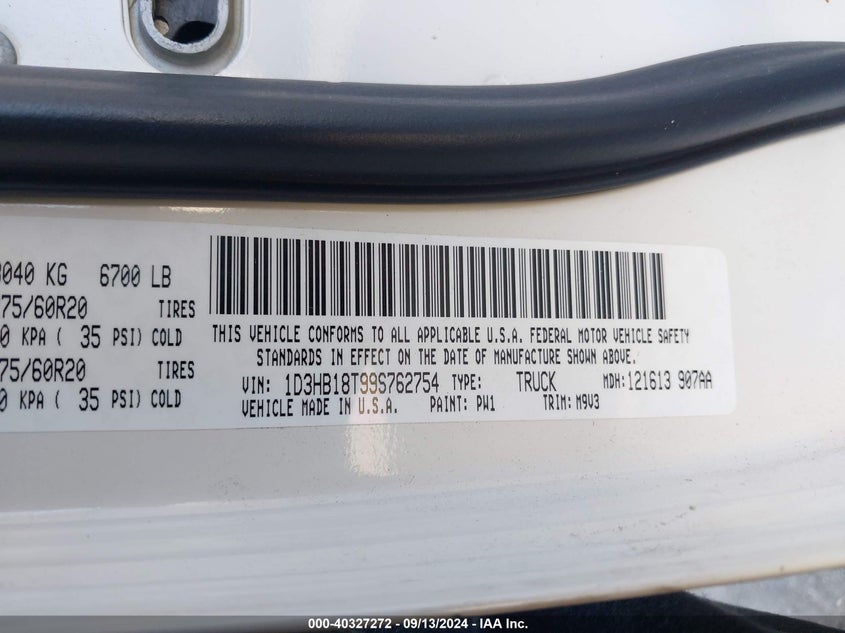 040 KG 6700 LB
75/60R20 TIRES
0 KPA ( 35 PSI) COLD
75/60R20 TIRES
0 KPA ( 35 PSI) COLD
THIS VEHICLE CONFORMS TO ALL APPLICABLE U.S.A. FEDERAL MOTOR VEHICLE SAFETY
STANDARDS IN EFFECT ON THE DATE OF MANUFACTURE SHOWN ABOVE.
VIN: 1D3HB18T99S762754 TYPE: TRUCK MDH: 121613 907AA
VEHICLE MADE IN U.S.A. PAINT: PW1 TRIM: M9V3
000-40327272 - 09/13/2024 - IAA Inc.